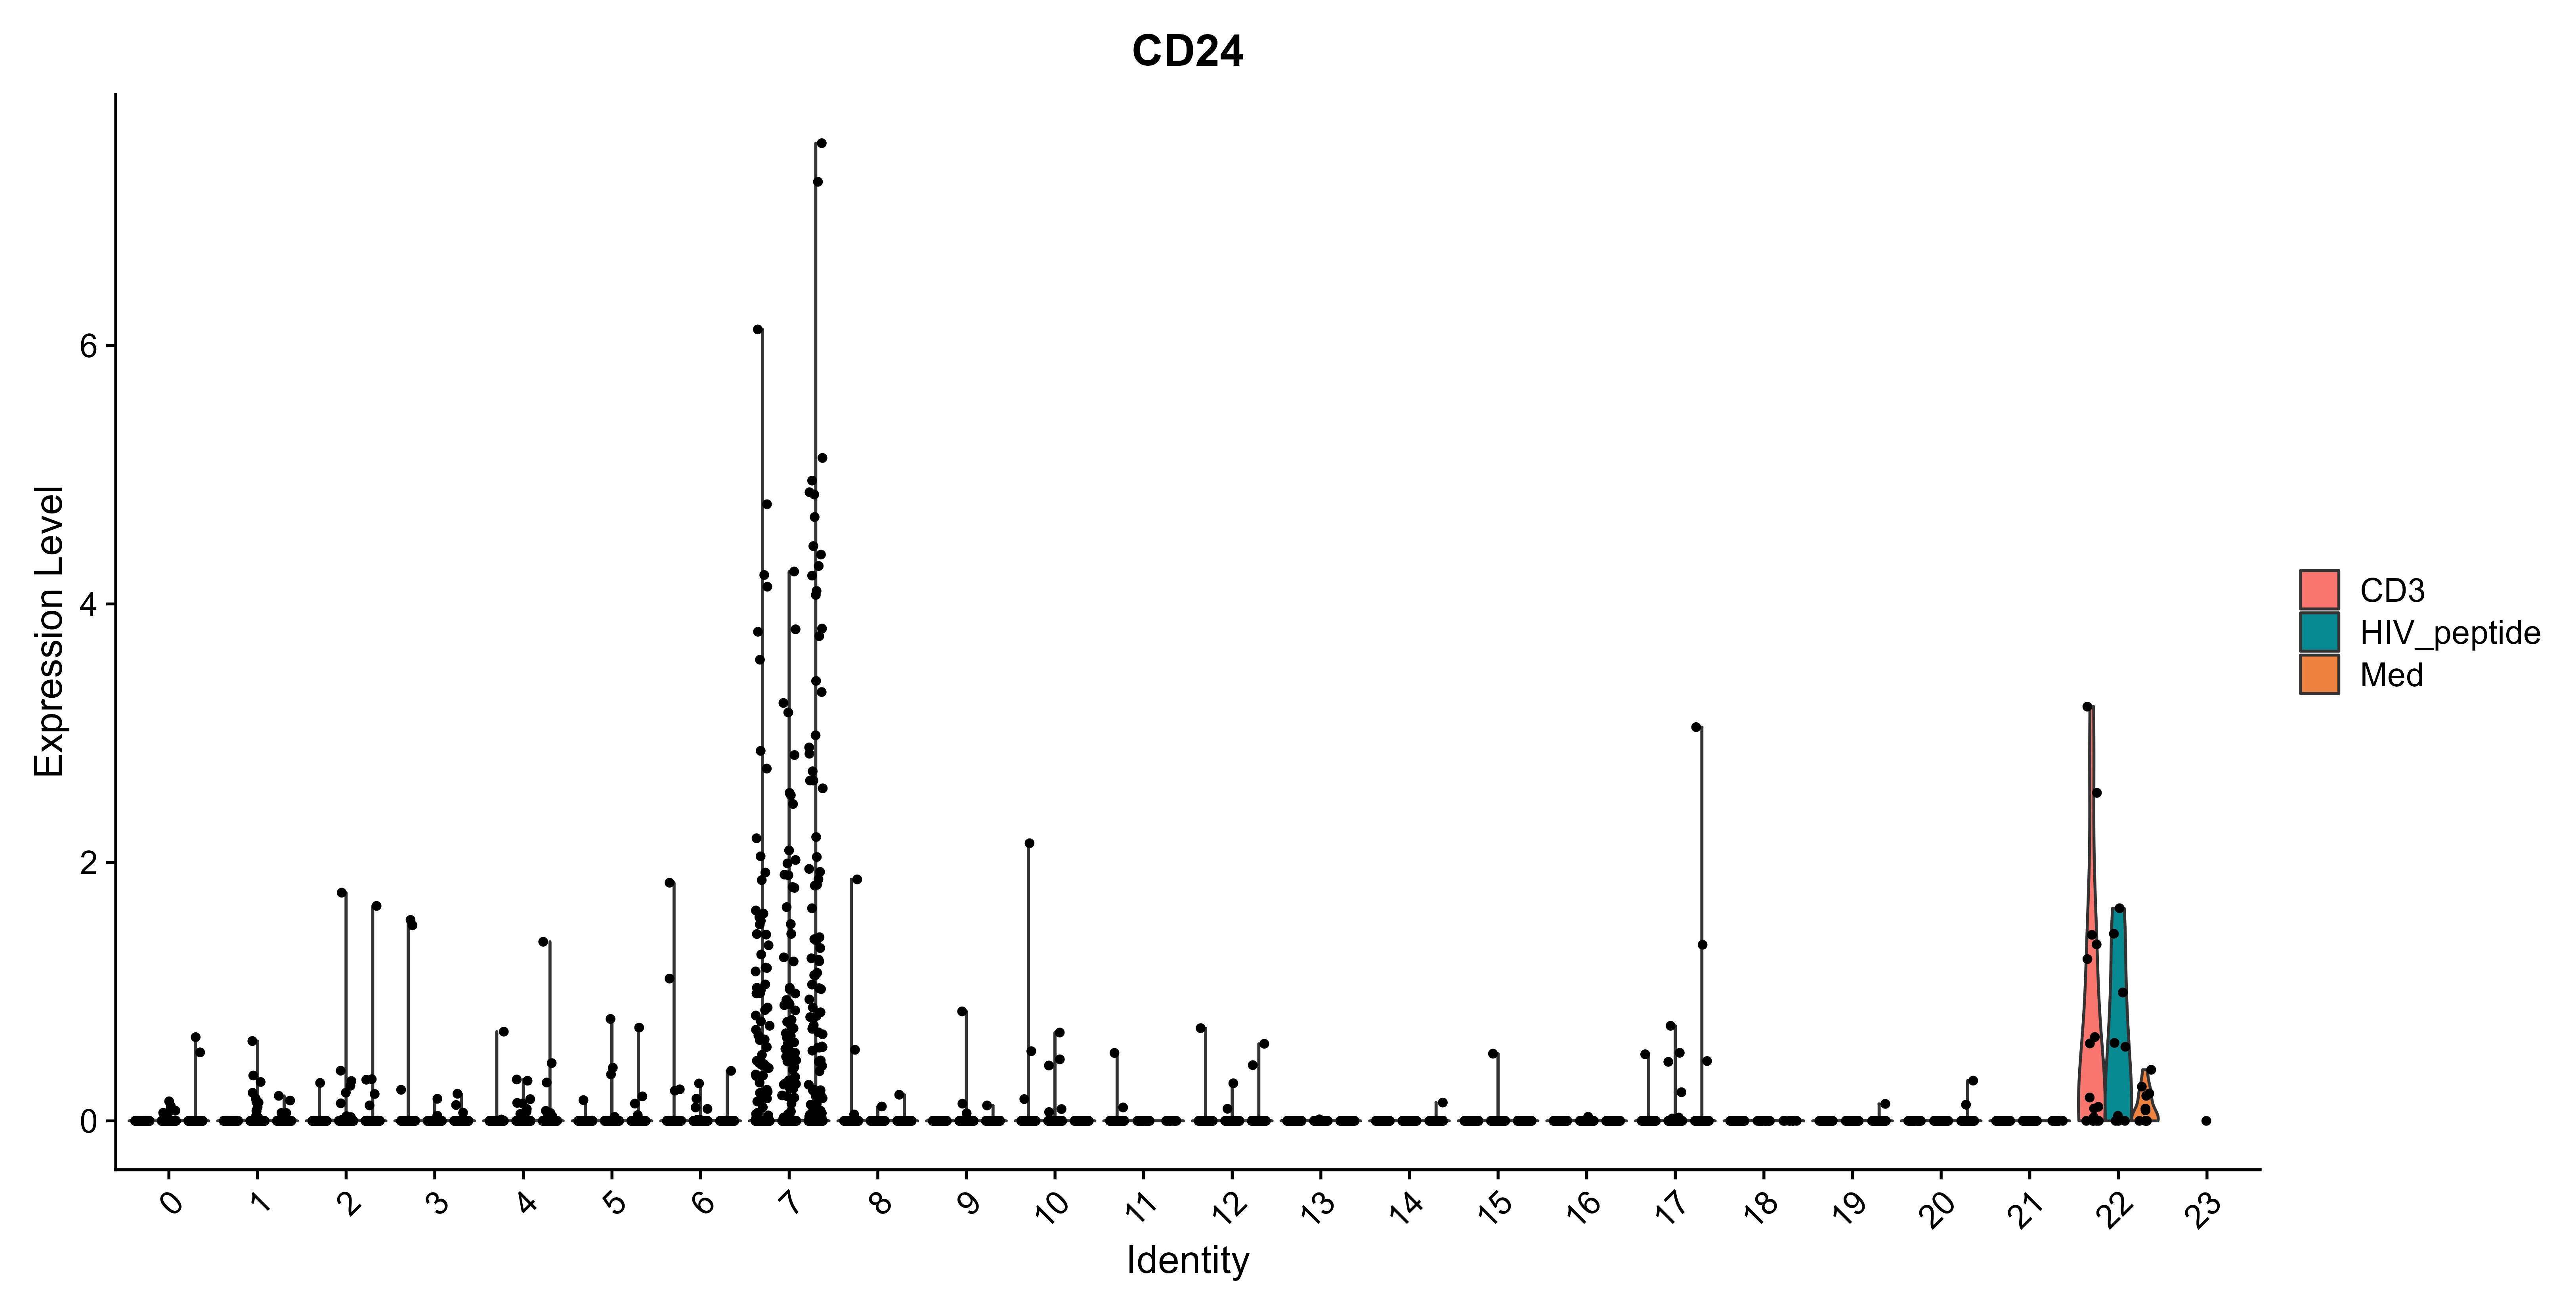 CD24
Expression Level
6
4
2
0
0 1 2 3 4 5 6 7 8 9 10 11 12 13 14 15 16 17 18 19 20 21 22 23
Identity
CD3
HIV_peptide
Med